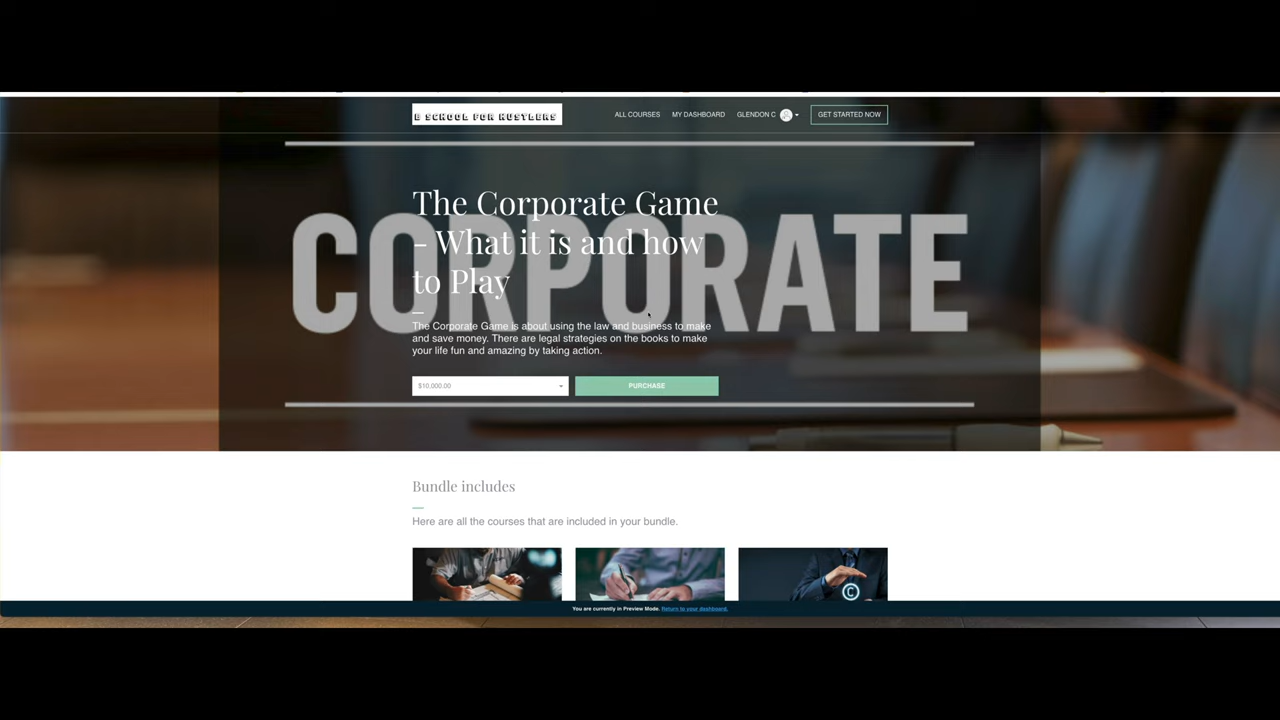 B SCHOOL FOR HUSTLERS
ALL COURSES
MY DASHBOARD
GLENDON C
GET STARTED NOW
CORPORATE
The Corporate Game
– What it is and how
to Play
The Corporate Game is about using the law and business to make
and save money. There are legal strategies on the books to make
your life fun and amazing by taking action.
$10,000.00
PURCHASE
Bundle includes
Here are all the courses that are included in your bundle.
©
You are currently in Preview Mode. Return to your dashboard.